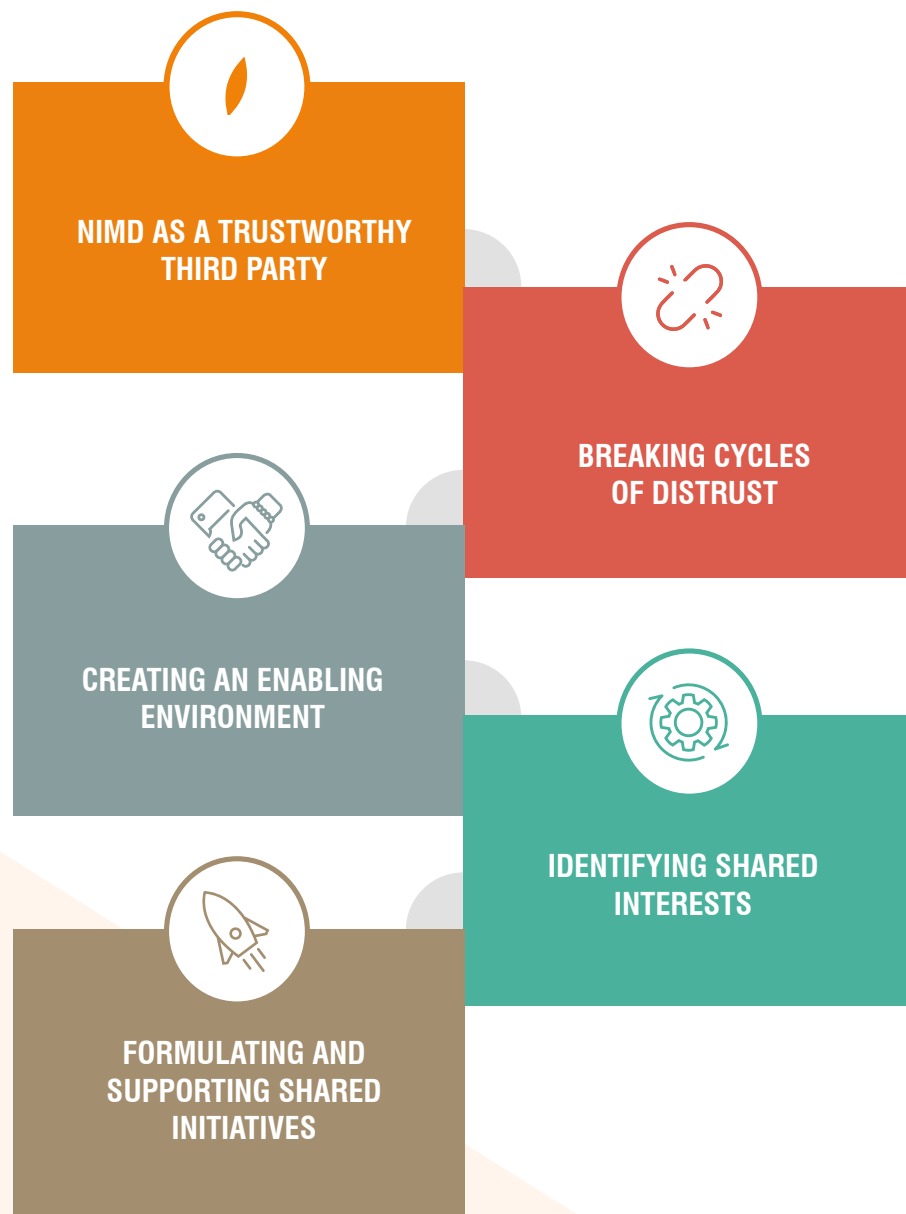 NIMD AS A TRUSTWORTHY
THIRD PARTY
BREAKING CYCLES
OF DISTRUST
CREATING AN ENABLING
ENVIRONMENT
IDENTIFYING SHARED
INTERESTS
FORMULATING AND
SUPPORTING SHARED
INITIATIVES